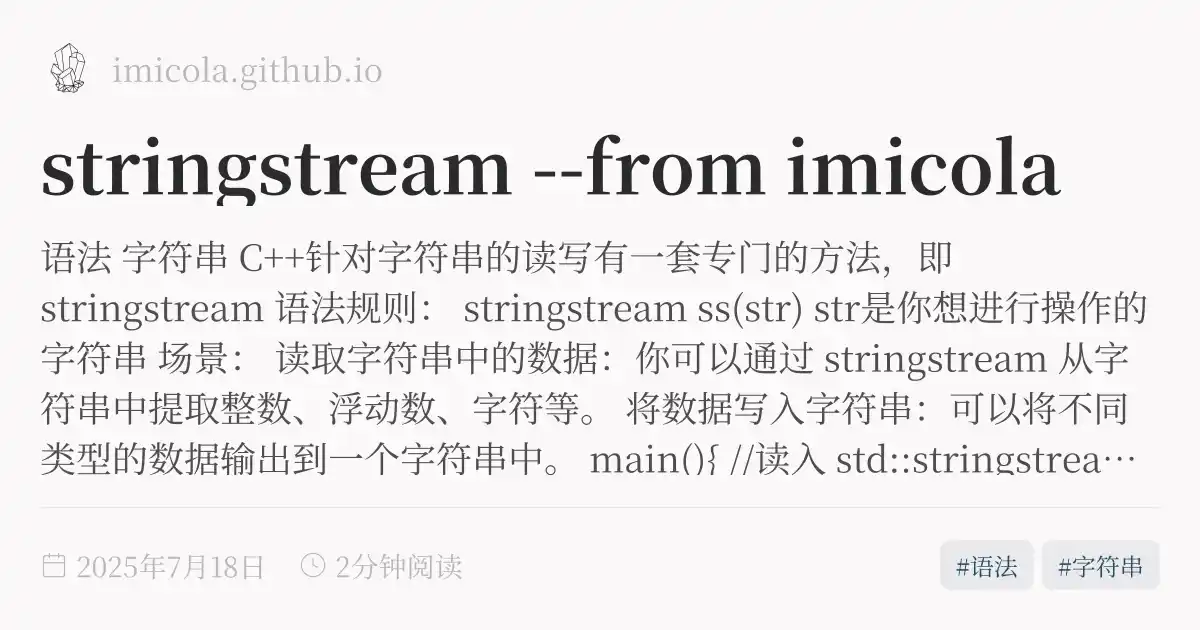 imicola.github.io
stringstream --from imicola
语法 字符串 C++针对字符串的读写有一套专门的方法，即
stringstream 语法规则： stringstream ss(str) str是你想进行操作的
字符串 场景： 读取字符串中的数据：你可以通过 stringstream 从字
符串中提取整数、浮动数、字符等。 将数据写入字符串：可以将不同
类型的数据输出到一个字符串中。 main(){ //读入 std::stringstrea…
2025年7月18日 2分钟阅读 #语法 #字符串